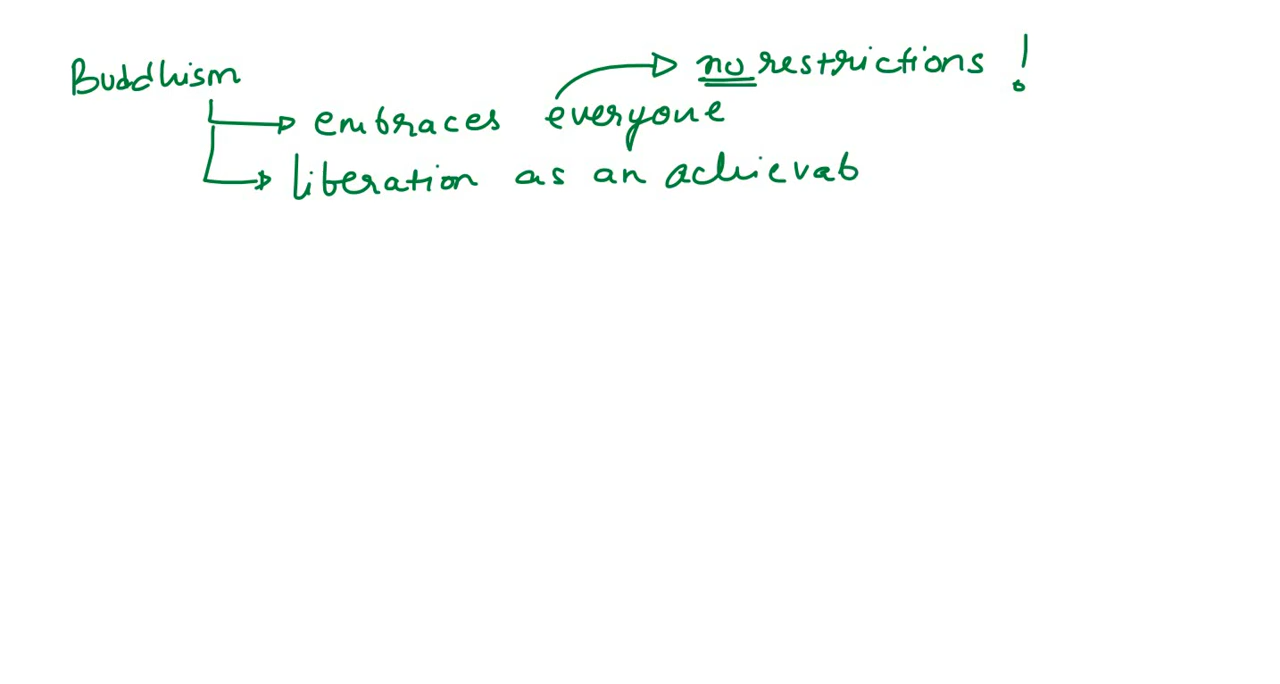 Buddhism
no restrictions !
embraces everyone
liberation as an achievab